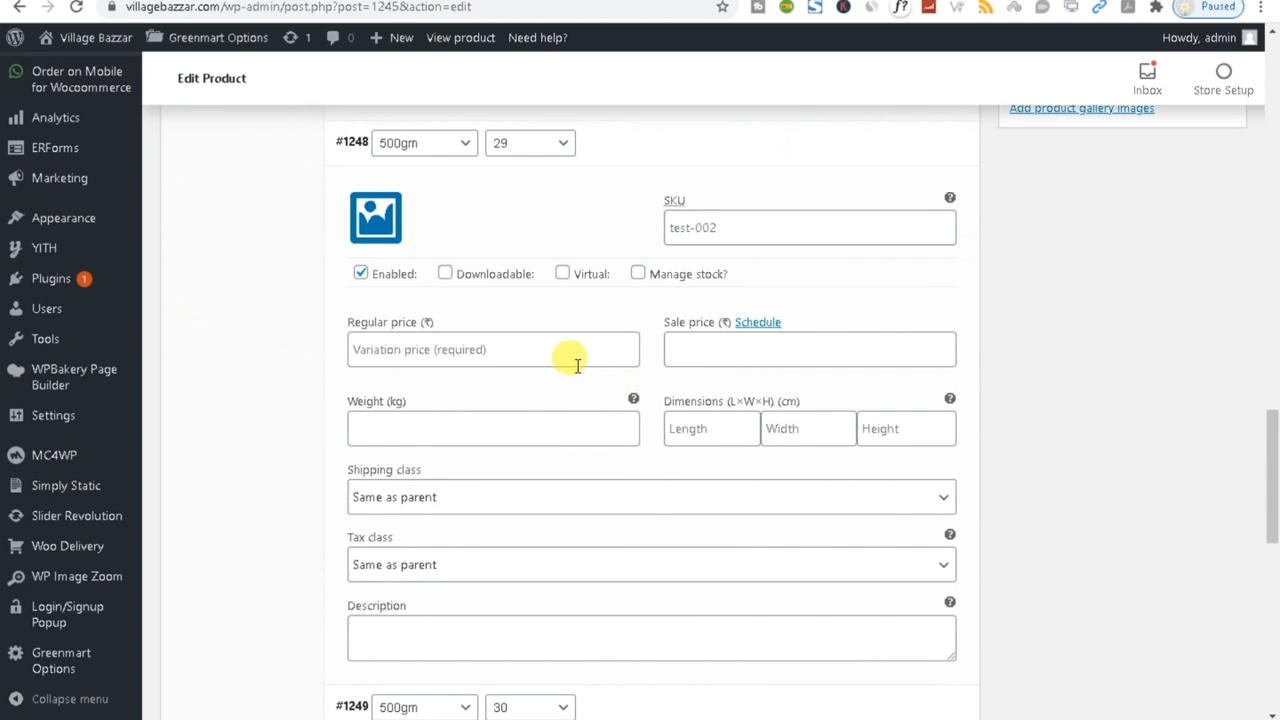 villagebazzar.com/wp-admin/post.php?post=1245&action=edit
Paused
Village Bazzar
Greenmart Options
1
0
New
View product
Need help?
Howdy, admin
Order on Mobile
for Wocoommerce
Analytics
ERForms
Marketing
Appearance
YITH
Plugins 1
Users
Tools
WPBakery Page
Builder
Settings
MC4WP
Simply Static
Slider Revolution
Woo Delivery
WP Image Zoom
Login/Signup
Popup
Greenmart
Options
Collapse menu
Edit Product
Inbox
Store Setup
Add product gallery images
#1248 500gm 29
SKU
test-002
Enabled: Downloadable: Virtual: Manage stock?
Regular price (₹)
Variation price (required)
Sale price (₹) Schedule
Weight (kg)
Dimensions (L×W×H) (cm)
Length Width Height
Shipping class
Same as parent
Tax class
Same as parent
Description
#1249 500gm 30